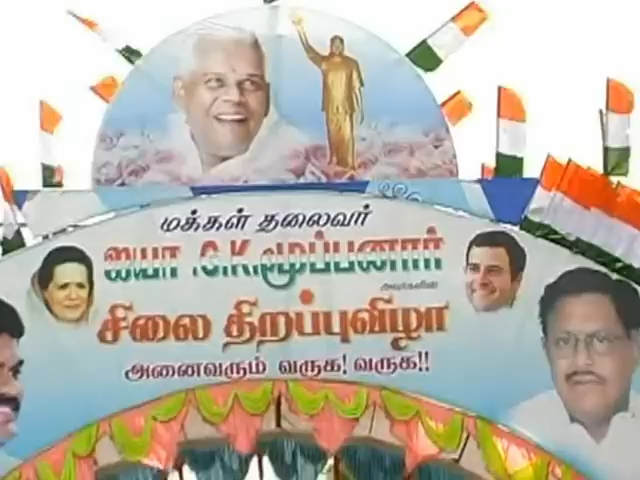 மக்கள் தலைவர்
ஐயா .G.K.மூப்பனார்
அவர்களின்
சிலை திறப்புவிழா
அனைவரும் வருக! வருக!!